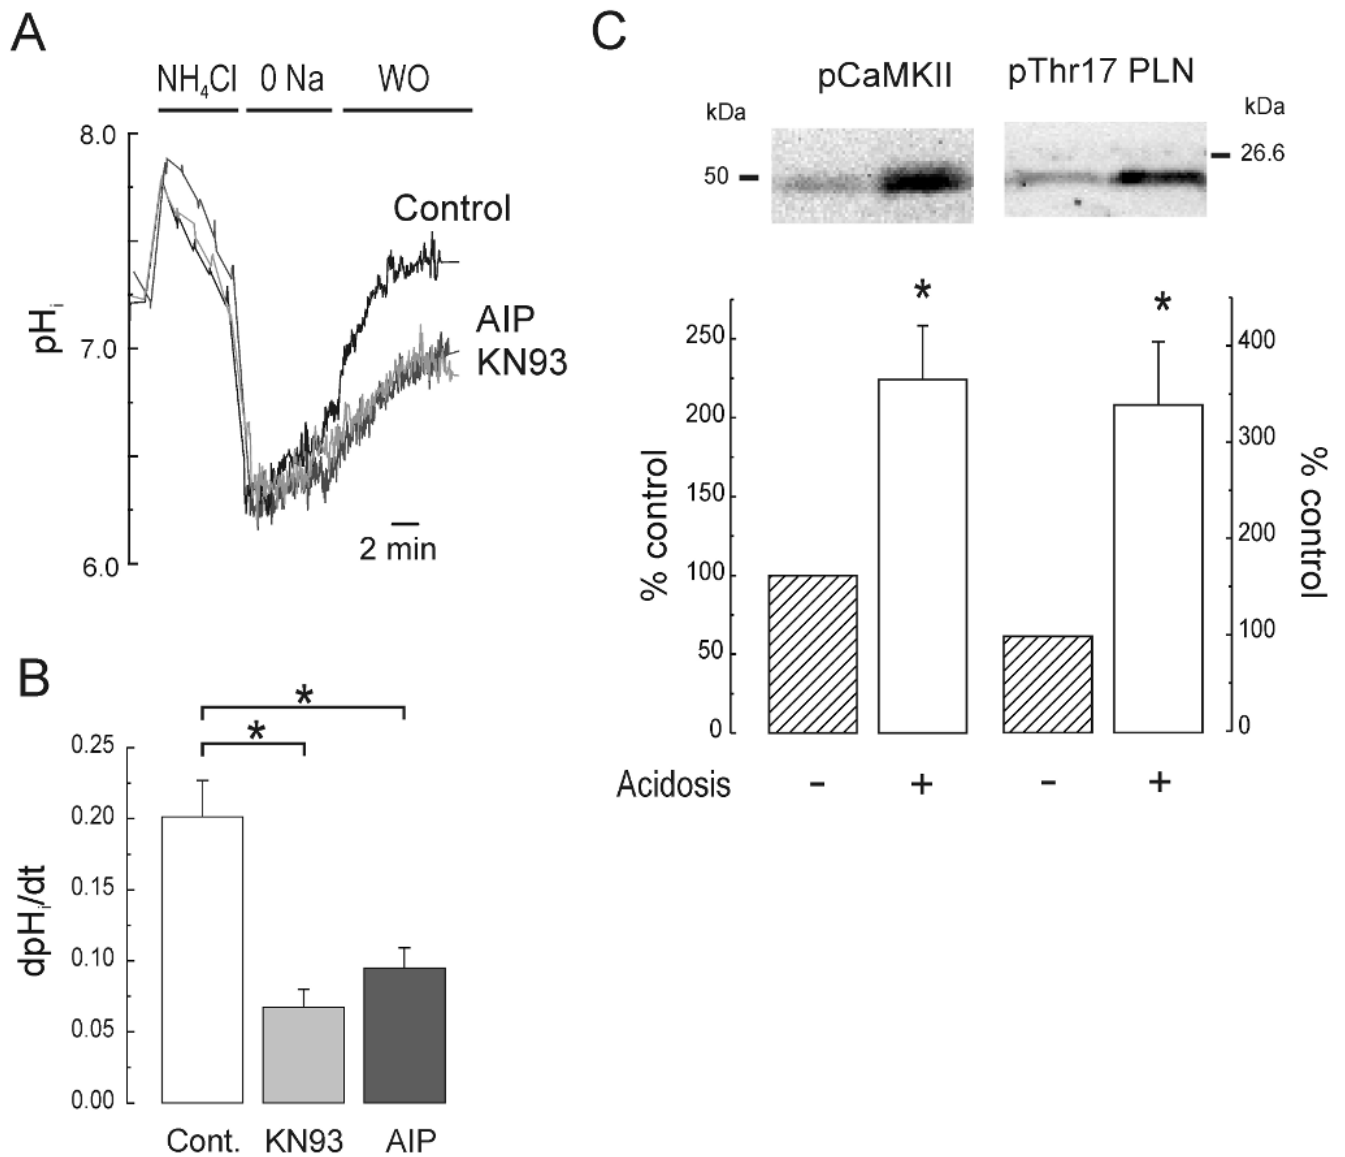 A
NH₄Cl 0 Na WO
8.0
7.0
6.0
pHᵢ
Control
AIP
KN93
2 min
B
*
*
0.25
0.20
0.15
0.10
0.05
0.00
dpHᵢ/dt
Cont. KN93 AIP
C
pCaMKII pThr17 PLN
kDa kDa
50 26.6
* *
250
200
150
100
50
0
% control
400
300
200
100
0
% control
Acidosis - + - +